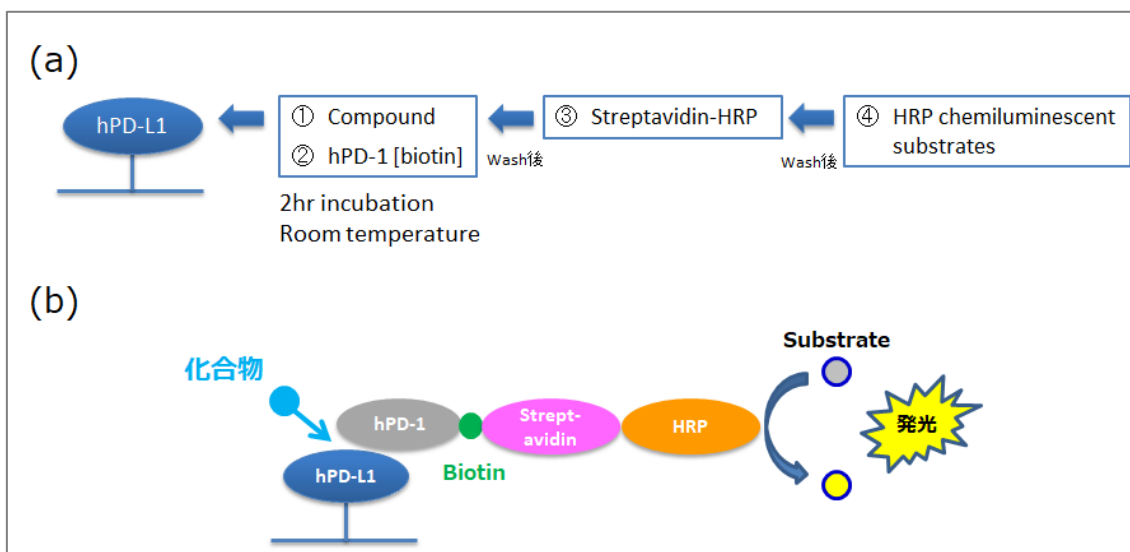 (a)
hPD-L1
① Compound
② hPD-1 [biotin]
Wash後
③ Streptavidin-HRP
Wash後
④ HRP chemiluminescent
substrates
2hr incubation
Room temperature
(b)
化合物
hPD-1
hPD-L1
Biotin
Strept-
avidin
HRP
Substrate
発光